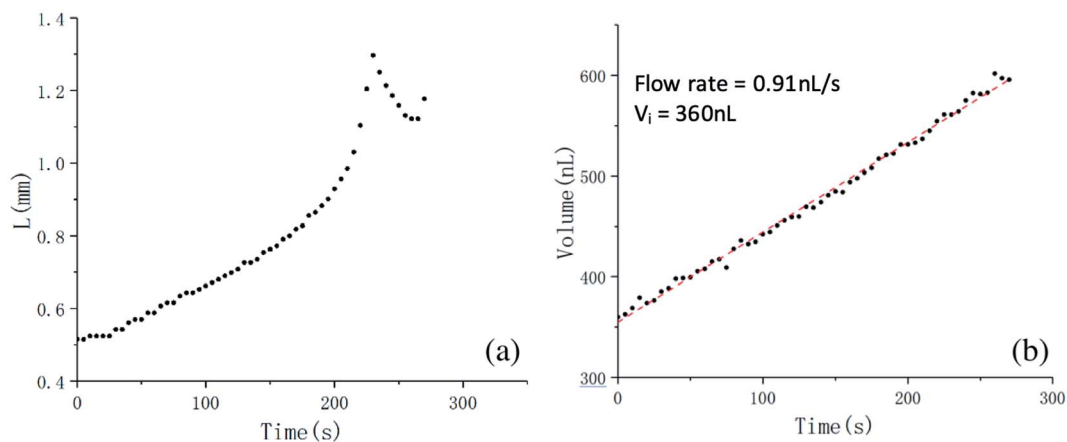 1.4
1.2
1.0
0.8
0.6
0.4
L(mm)
0
100
200
300
Time(s)
(a)
600
500
400
300
Volume(nL)
Flow rate = 0.91nL/s
Vᵢ = 360nL
0
100
200
300
Time(s)
(b)